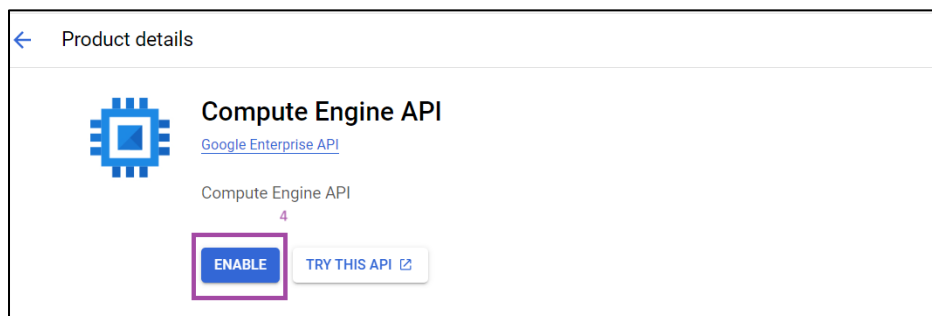 Product details
Compute Engine API
Google Enterprise API
Compute Engine API
4
ENABLE
TRY THIS API